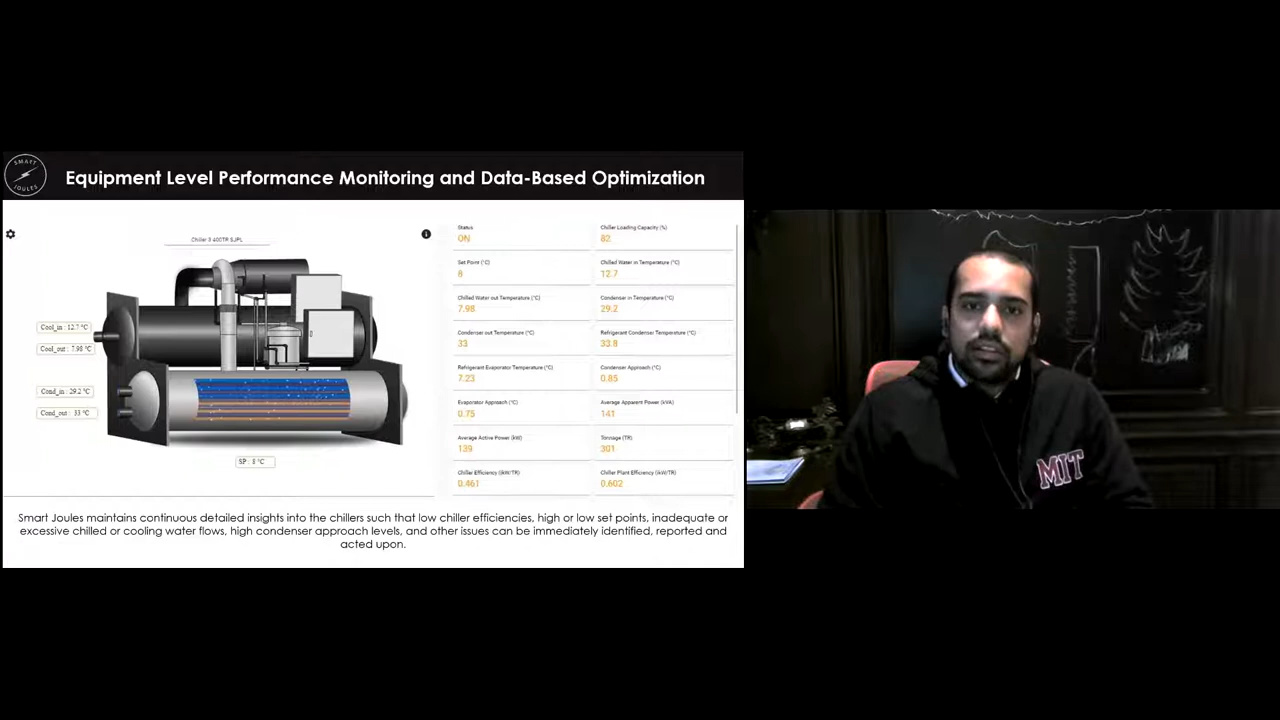 SMART
JOULES
Equipment Level Performance Monitoring and Data-Based Optimization
Chiller 3 400TR SJPL
Cool_in : 12.7 °C
Cool_out : 7.98 °C
Cond_in : 29.2 °C
Cond_out : 33 °C
SP : 8 °C
Status
ON
Chiller Loading Capacity (%)
82
Set Point (°C)
8
Chilled Water in Temperature (°C)
12.7
Chilled Water out Temperature (°C)
7.98
Condenser in Temperature (°C)
29.2
Condenser out Temperature (°C)
33
Refrigerant Condenser Temperature (°C)
33.8
Refrigerant Evaporator Temperature (°C)
7.23
Condenser Approach (°C)
0.85
Evaporator Approach (°C)
0.75
Average Apparent Power (kVA)
141
Average Active Power (kW)
139
Tonnage (TR)
301
Chiller Efficiency (ikW/TR)
0.461
Chiller Plant Efficiency (ikW/TR)
0.602
Smart Joules maintains continuous detailed insights into the chillers such that low chiller efficiencies, high or low set points, inadequate or
excessive chilled or cooling water flows, high condenser approach levels, and other issues can be immediately identified, reported and
acted upon.
MIT